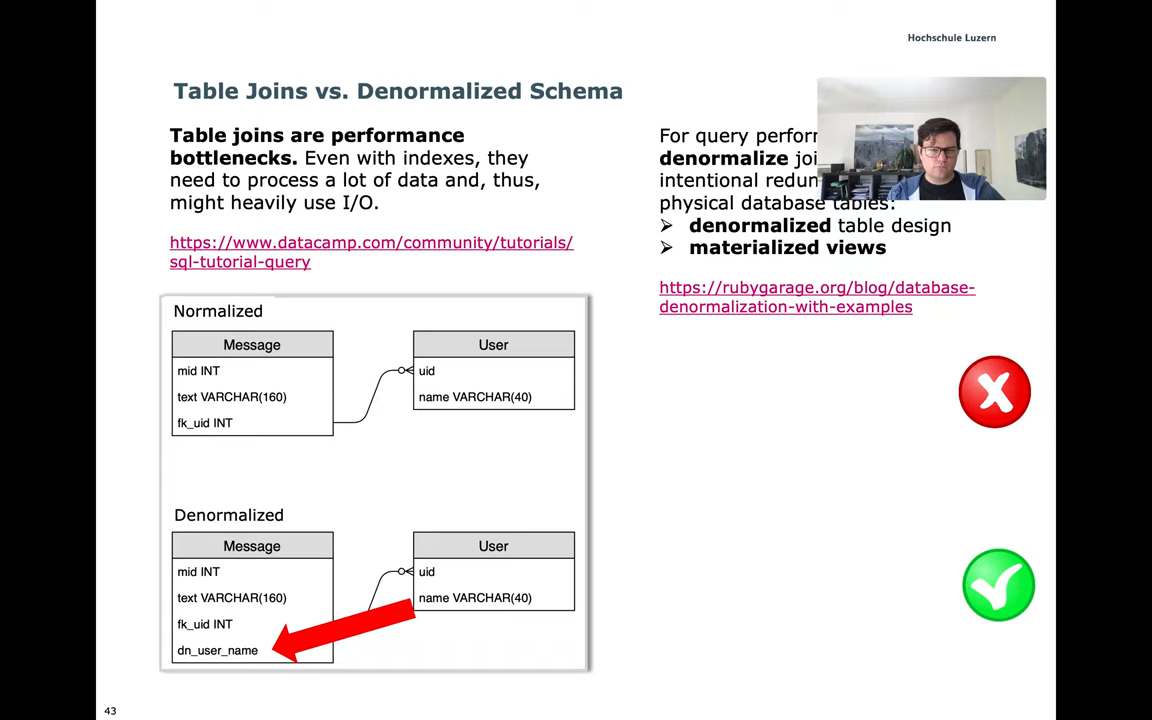 Hochschule Luzern
Table Joins vs. Denormalized Schema
Table joins are performance
bottlenecks. Even with indexes, they
need to process a lot of data and, thus,
might heavily use I/O.
https://www.datacamp.com/community/tutorials/
sql-tutorial-query
For query
denormalize
intentional
physical database tables:
➢ denormalized table design
➢ materialized views
https://rubygarage.org/blog/database-
denormalization-with-examples
Normalized
Message
mid INT
text VARCHAR(160)
fk_uid INT
User
uid
name VARCHAR(40)
Denormalized
Message
mid INT
text VARCHAR(160)
fk_uid INT
dn_user_name
User
uid
name VARCHAR(40)
43